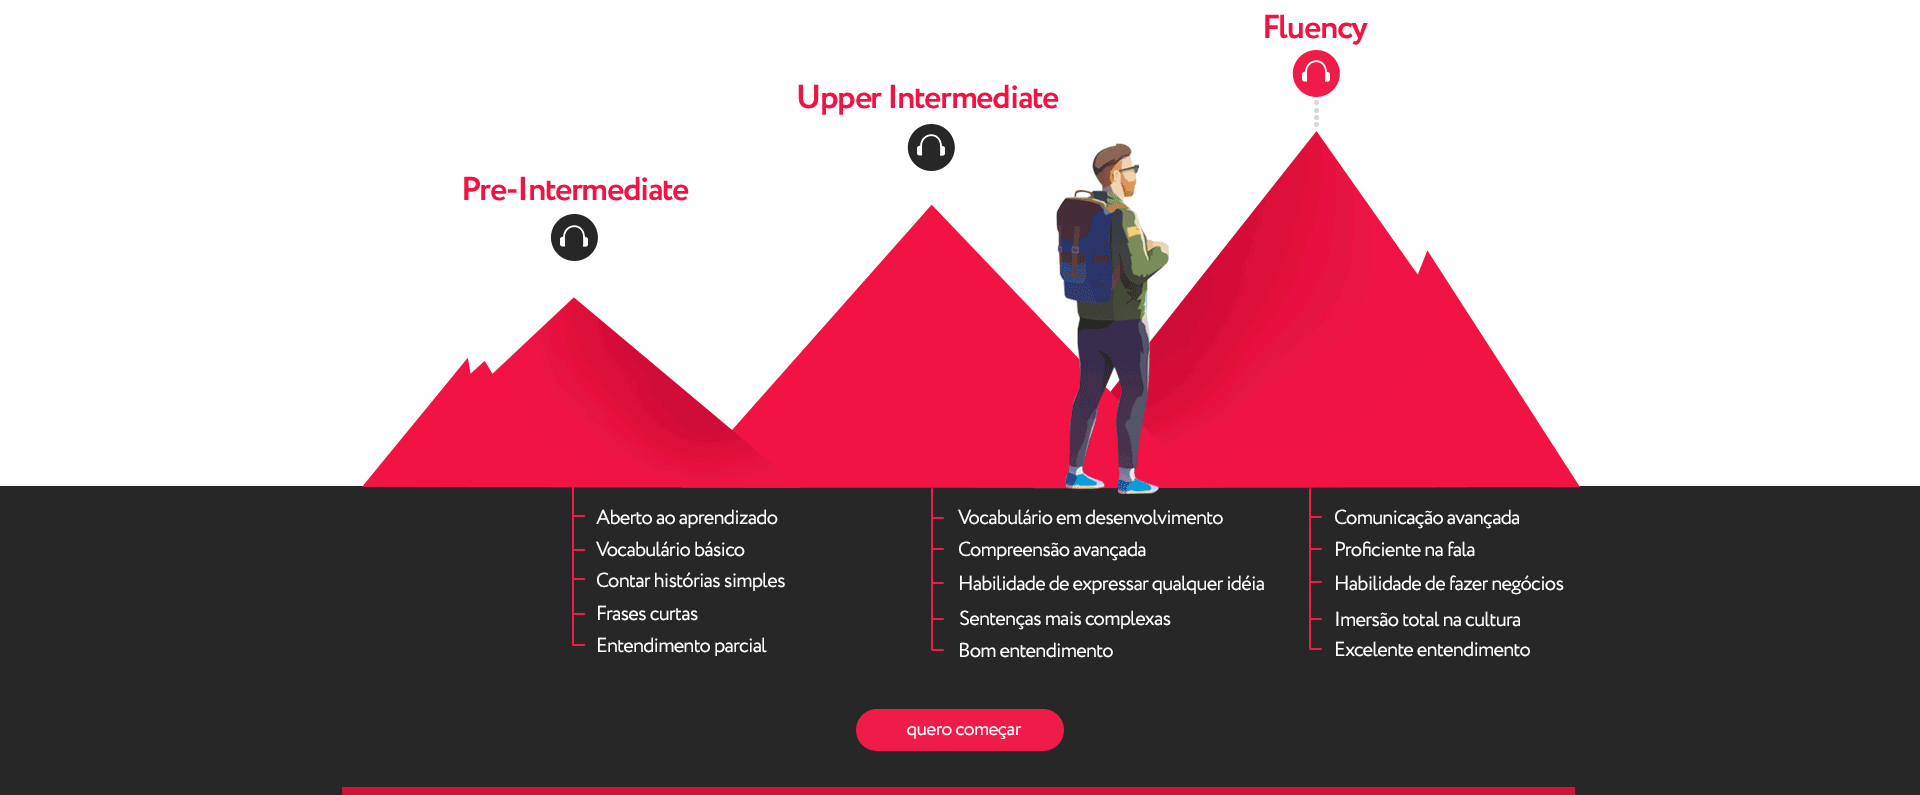 Fluency
Upper Intermediate
Pre-Intermediate
Aberto ao aprendizado
Vocabulário básico
Contar histórias simples
Frases curtas
Entendimento parcial
Vocabulário em desenvolvimento
Compreensão avançada
Habilidade de expressar qualquer idéia
Sentenças mais complexas
Bom entendimento
Comunicação avançada
Proficiente na fala
Habilidade de fazer negócios
Imersão total na cultura
Excelente entendimento
quero começar